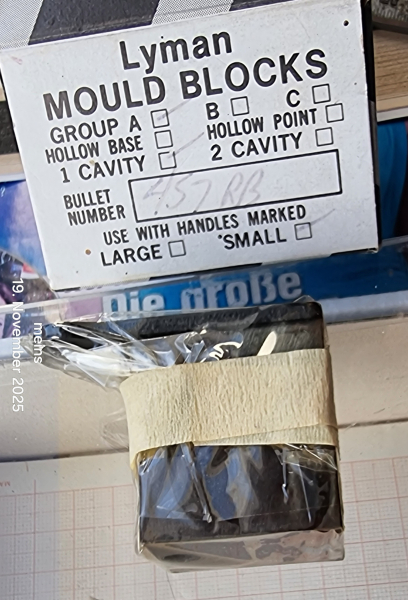 Lyman
MOULD BLOCKS
GROUP A □ B □ C □
HOLLOW BASE □ HOLLOW POINT □
1 CAVITY □ 2 CAVITY □
BULLET
NUMBER
457 RB
USE WITH HANDLES MARKED
LARGE □ SMALL □
Die große
melms
19. November 2025